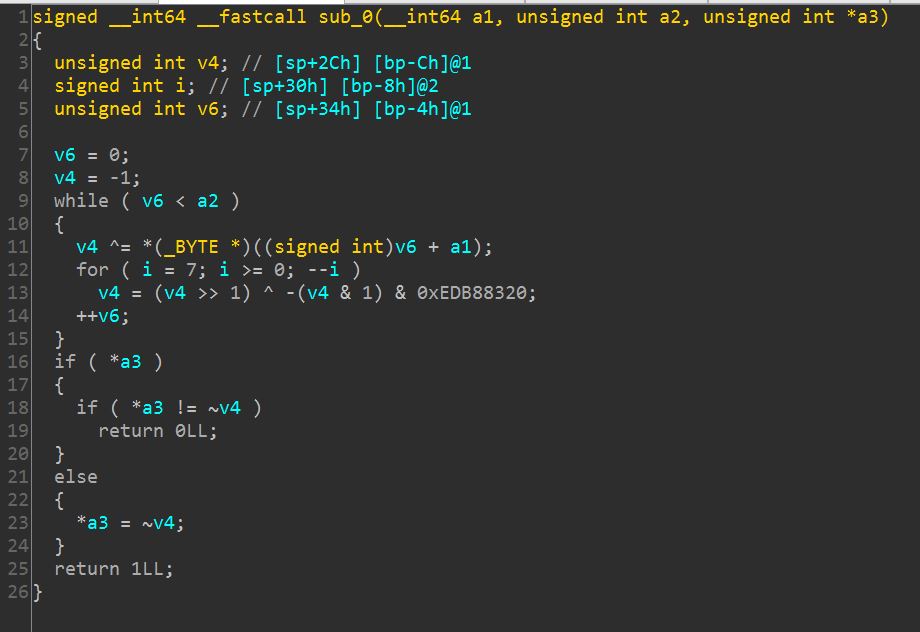 1 signed __int64 __fastcall sub_0(__int64 a1, unsigned int a2, unsigned int *a3)
2 {
3   unsigned int v4; // [sp+2Ch] [bp-Ch]@1
4   signed int i; // [sp+30h] [bp-8h]@2
5   unsigned int v6; // [sp+34h] [bp-4h]@1
6
7   v6 = 0;
8   v4 = -1;
9   while ( v6 < a2 )
10   {
11     v4 ^= *(_BYTE *)((signed int)v6 + a1);
12     for ( i = 7; i >= 0; --i )
13       v4 = (v4 >> 1) ^ -(v4 & 1) & 0xEDB88320;
14     ++v6;
15   }
16   if ( *a3 )
17   {
18     if ( *a3 != ~v4 )
19       return 0LL;
20   }
21   else
22   {
23     *a3 = ~v4;
24   }
25   return 1LL;
26 }